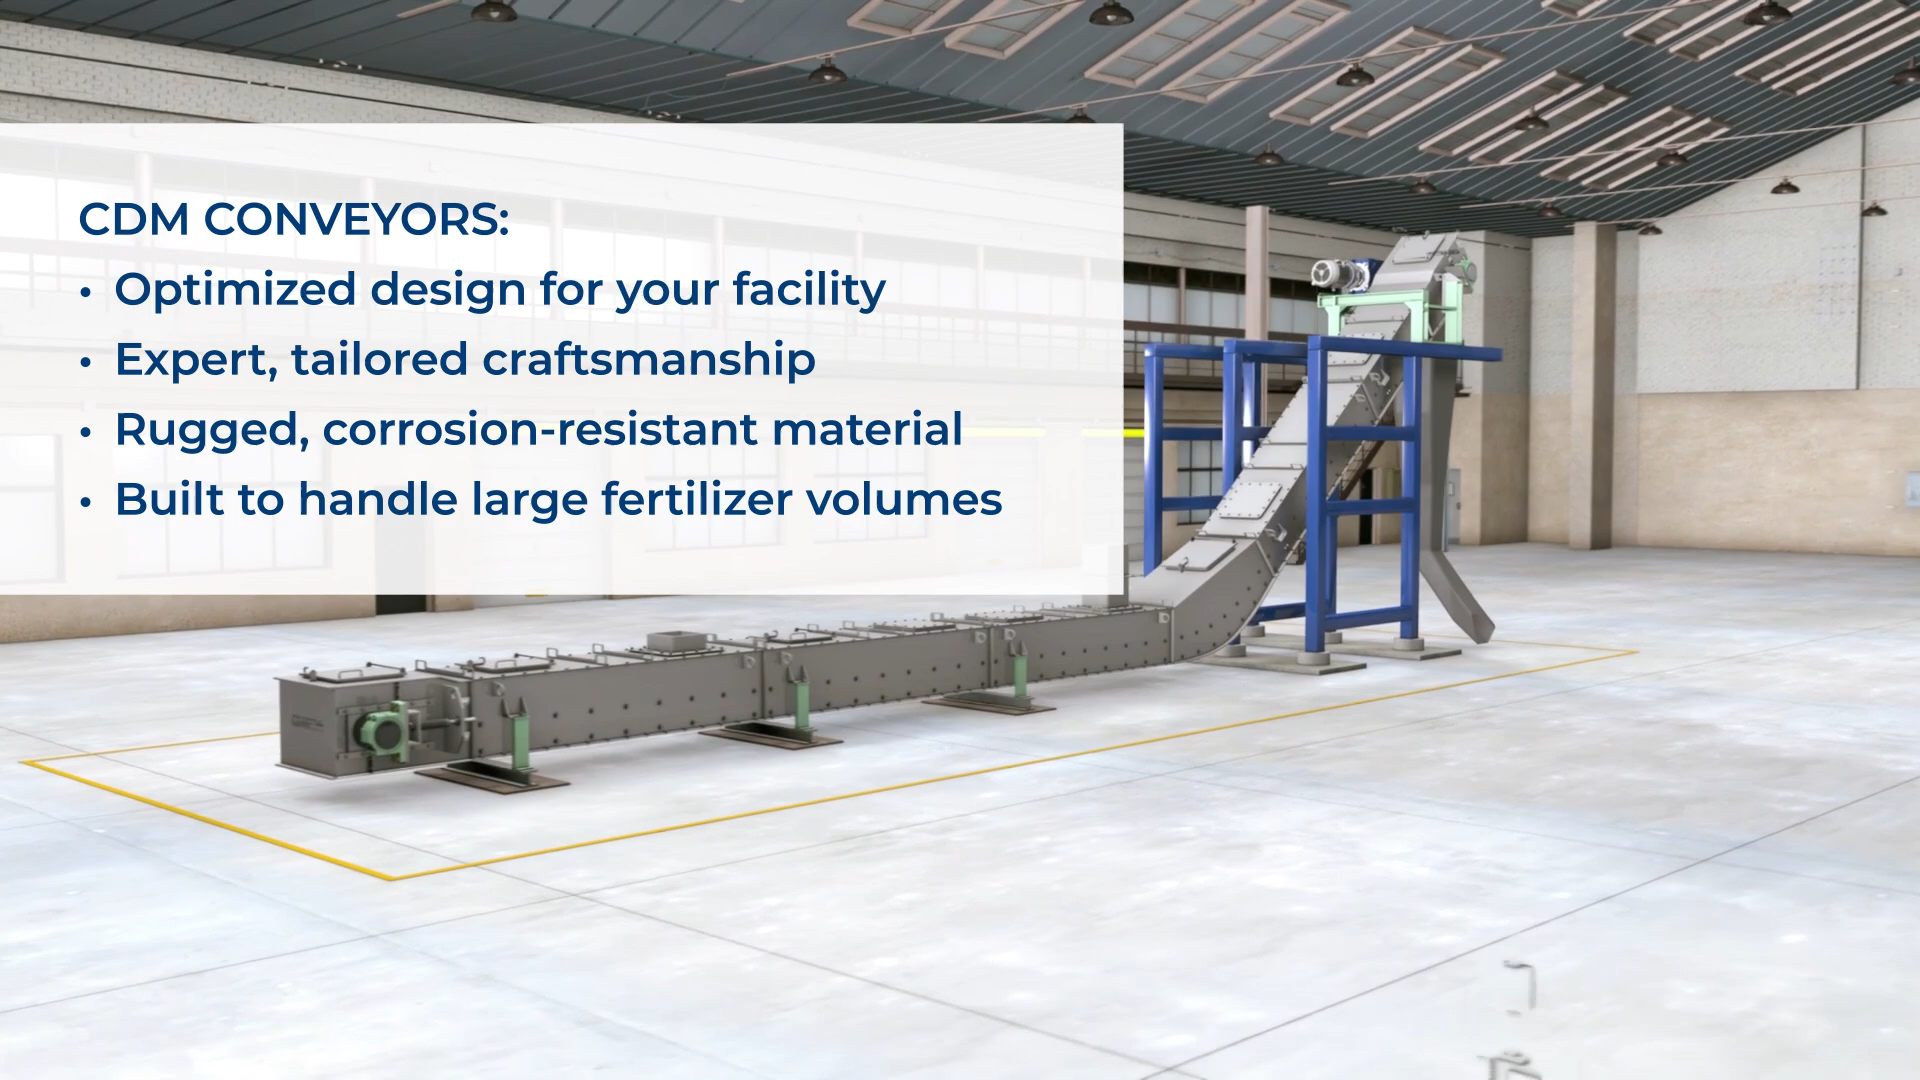 CDM CONVEYORS:
• Optimized design for your facility
• Expert, tailored craftsmanship
• Rugged, corrosion-resistant material
• Built to handle large fertilizer volumes